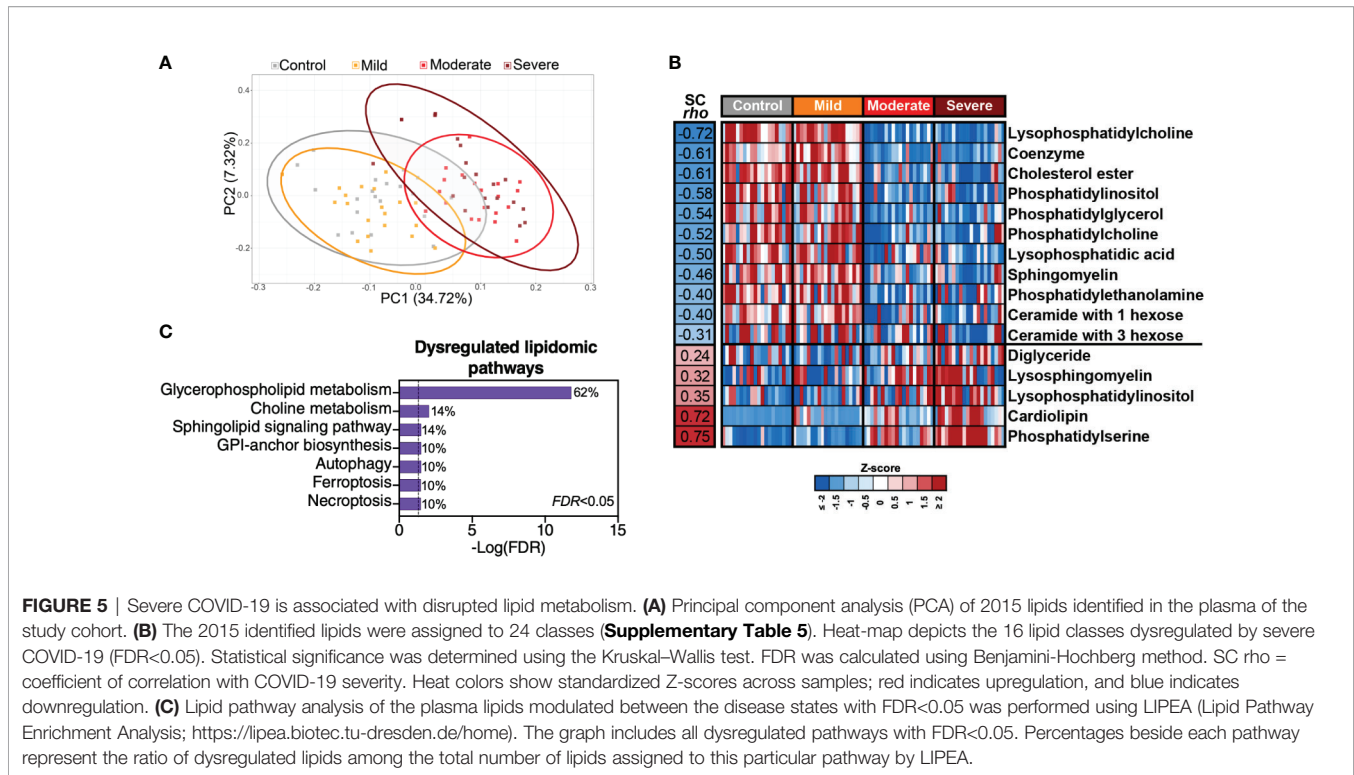 A
Control Mild Moderate Severe
PC2 (7.32%)
0.4
0.2
0.0
-0.2
-0.3 -0.2 -0.1 0.0 0.1 0.2 0.3
PC1 (34.72%)
B
SC
rho
Control Mild Moderate Severe
-0.72 Lysophosphatidylcholine
-0.61 Coenzyme
-0.61 Cholesterol ester
-0.58 Phosphatidylinositol
-0.54 Phosphatidylglycerol
-0.52 Phosphatidylcholine
-0.50 Lysophosphatidic acid
-0.46 Sphingomyelin
-0.40 Phosphatidylethanolamine
-0.40 Ceramide with 1 hexose
-0.31 Ceramide with 3 hexose
0.24 Diglyceride
0.32 Lysosphingomyelin
0.35 Lysophosphatidylinositol
0.72 Cardiolipin
0.75 Phosphatidylserine
Z-score
≤ -2 -1.5 -1 -0.5 0 0.5 1 1.5 ≥ 2
C
Dysregulated lipidomic
pathways
Glycerophospholipid metabolism 62%
Choline metabolism 14%
Sphingolipid signaling pathway 14%
GPI-anchor biosynthesis 10%
Autophagy 10%
Ferroptosis 10%
Necroptosis 10%
FDR<0.05
0 5 10 15
-Log(FDR)
FIGURE 5 | Severe COVID-19 is associated with disrupted lipid metabolism. (A) Principal component analysis (PCA) of 2015 lipids identified in the plasma of the
study cohort. (B) The 2015 identified lipids were assigned to 24 classes (Supplementary Table 5). Heat-map depicts the 16 lipid classes dysregulated by severe
COVID-19 (FDR<0.05). Statistical significance was determined using the Kruskal–Wallis test. FDR was calculated using Benjamini-Hochberg method. SC rho =
coefficient of correlation with COVID-19 severity. Heat colors show standardized Z-scores across samples; red indicates upregulation, and blue indicates
downregulation. (C) Lipid pathway analysis of the plasma lipids modulated between the disease states with FDR<0.05 was performed using LIPEA (Lipid Pathway
Enrichment Analysis; https://lipea.biotec.tu-dresden.de/home). The graph includes all dysregulated pathways with FDR<0.05. Percentages beside each pathway
represent the ratio of dysregulated lipids among the total number of lipids assigned to this particular pathway by LIPEA.